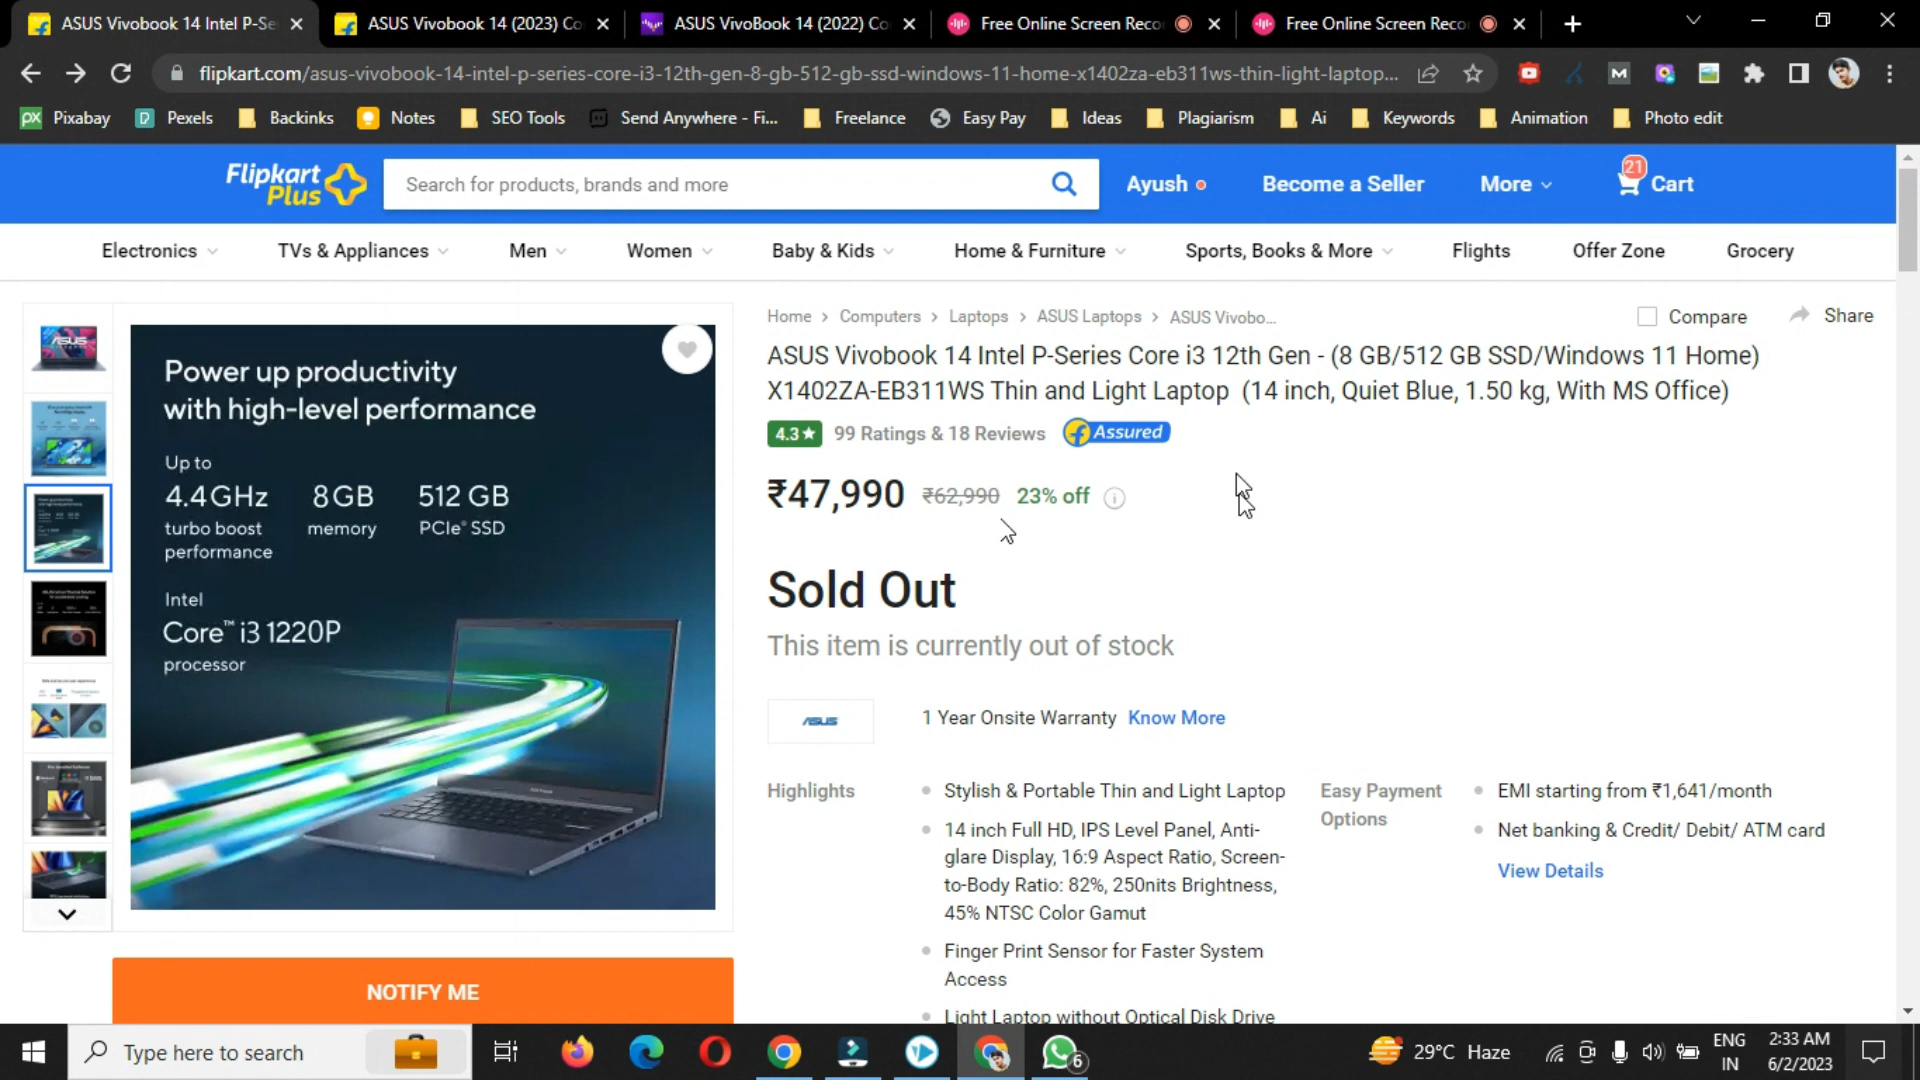 ASUS Vivobook 14 Intel P-Se
ASUS Vivobook 14 (2023) Co
ASUS VivoBook 14 (2022) Co
Free Online Screen Reco
Free Online Screen Reco
flipkart.com/asus-vivobook-14-intel-p-series-core-i3-12th-gen-8-gb-512-gb-ssd-windows-11-home-x1402za-eb311ws-thin-light-laptop...
Pixabay
Pexels
Backinks
Notes
SEO Tools
Send Anywhere - Fi...
Freelance
Easy Pay
Ideas
Plagiarism
Ai
Keywords
Animation
Photo edit
Flipkart
Plus
Search for products, brands and more
Ayush
Become a Seller
More
21
Cart
Electronics
TVs & Appliances
Men
Women
Baby & Kids
Home & Furniture
Sports, Books & More
Flights
Offer Zone
Grocery
Home > Computers > Laptops > ASUS Laptops > ASUS Vivobo...
Compare
Share
ASUS Vivobook 14 Intel P-Series Core i3 12th Gen - (8 GB/512 GB SSD/Windows 11 Home)
X1402ZA-EB311WS Thin and Light Laptop (14 inch, Quiet Blue, 1.50 kg, With MS Office)
4.3★ 99 Ratings & 18 Reviews Assured
₹47,990 ₹62,990 23% off
Sold Out
This item is currently out of stock
ASUS
1 Year Onsite Warranty Know More
Highlights
Stylish & Portable Thin and Light Laptop
14 inch Full HD, IPS Level Panel, Anti-
glare Display, 16:9 Aspect Ratio, Screen-
to-Body Ratio: 82%, 250nits Brightness,
45% NTSC Color Gamut
Finger Print Sensor for Faster System
Access
Light Laptop without Optical Disk Drive
Easy Payment
Options
EMI starting from ₹1,641/month
Net banking & Credit/ Debit/ ATM card
View Details
Power up productivity
with high-level performance
Up to
4.4GHz
turbo boost
performance
8GB
memory
512 GB
PCIe® SSD
Intel
Core™ i3 1220P
processor
NOTIFY ME
Type here to search
6
29°C Haze
ENG
IN
2:33 AM
6/2/2023